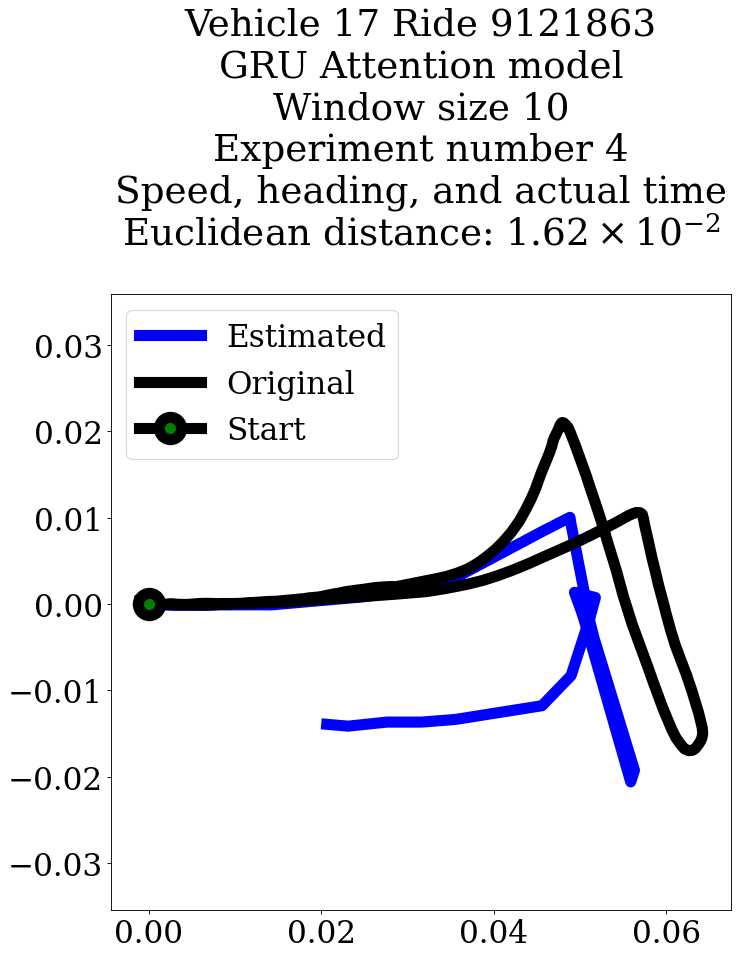 Vehicle 17 Ride 9121863
GRU Attention model
Window size 10
Experiment number 4
Speed, heading, and actual time
Euclidean distance: 1.62 × 10⁻²
Estimated
Original
Start
0.03
0.02
0.01
0.00
−0.01
−0.02
−0.03
0.00 0.02 0.04 0.06